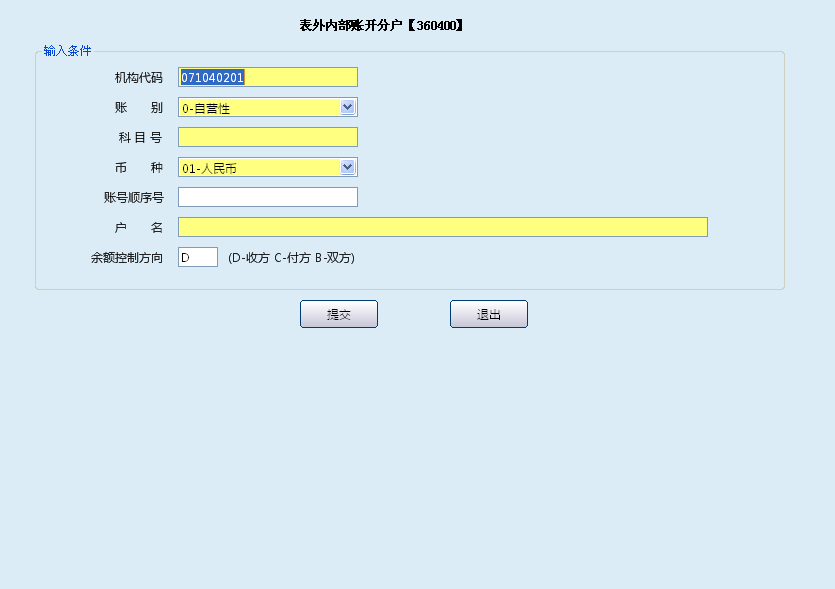 表外内部账开分户【360400】
输入条件
机构代码 071040201
账 别 0-自营性
科目号
币 种 01-人民币
账号顺序号
户 名
余额控制方向 D (D-收方 C-付方 B-双方)
提交 退出